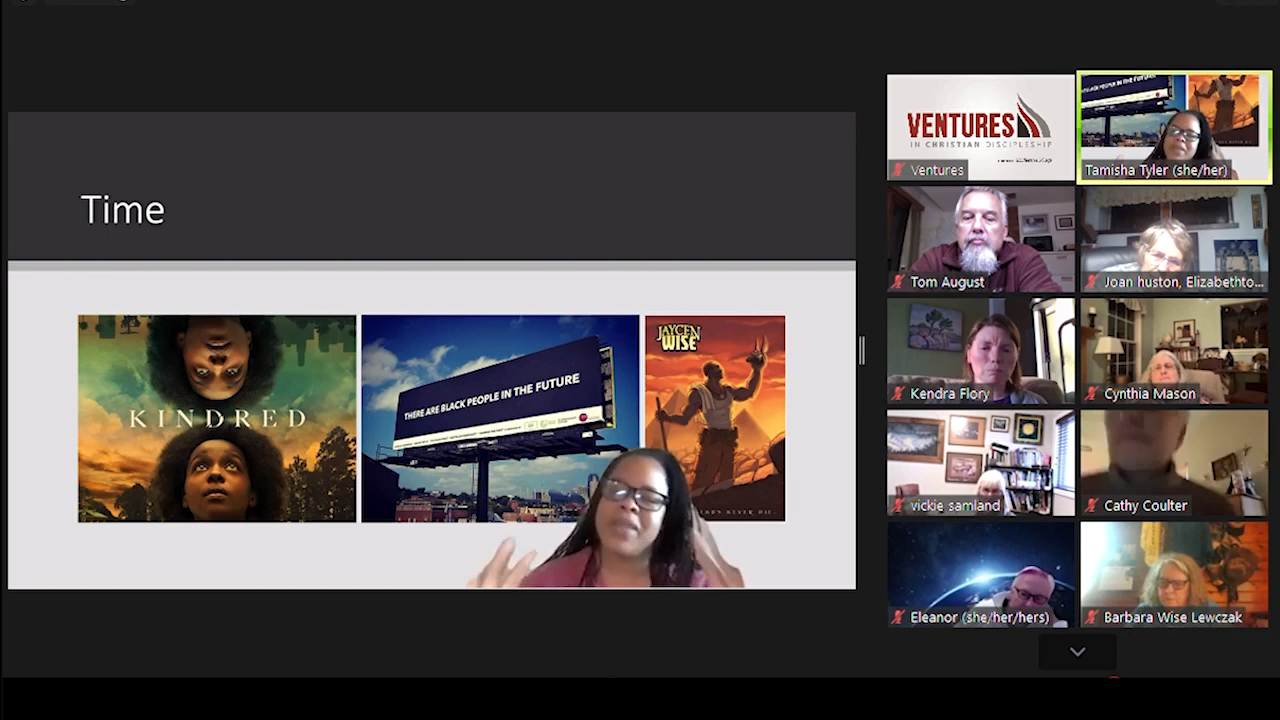 Time
KINDRED
THERE ARE BLACK PEOPLE IN THE FUTURE
JAYCEN
WISE
NEVER DIE.
VENTURES
IN CHRISTIAN DISCIPLESHIP
Ventures
Tamisha Tyler (she/her)
Tom August
Joan huston, Elizabethto...
Kendra Flory
Cynthia Mason
vickie samland
Cathy Coulter
Eleanor (she/her/hers)
Barbara Wise Lewczak